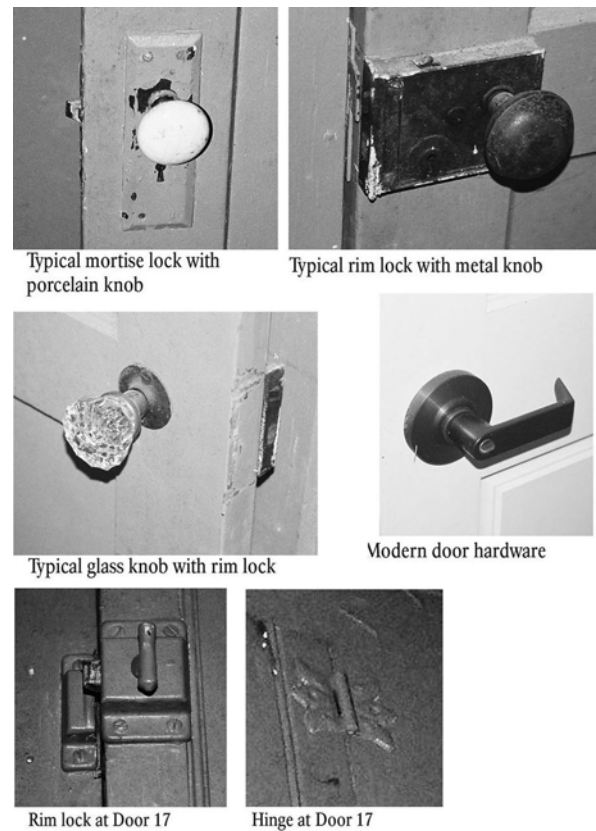 Typical mortise lock with
porcelain knob
Typical rim lock with metal knob
Typical glass knob with rim lock
Modern door hardware
Rim lock at Door 17
Hinge at Door 17